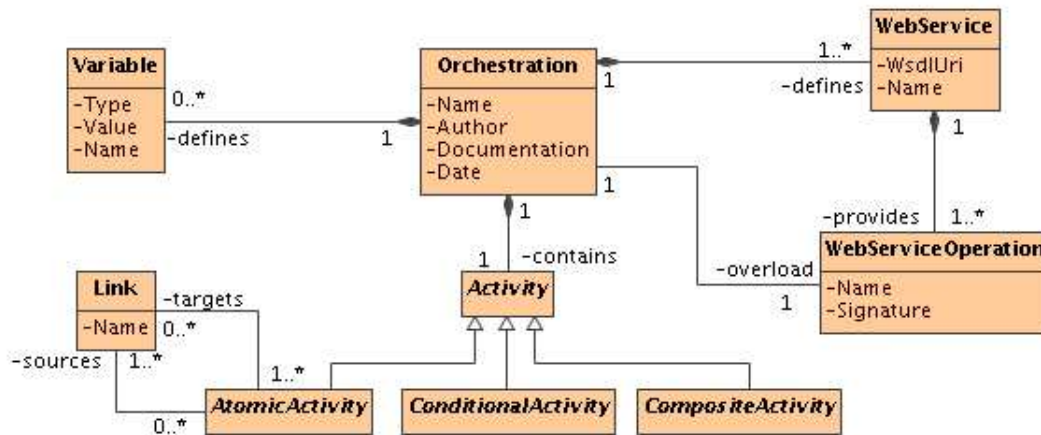 WebService
-WsdlUri
-Name
1..*
1
-defines
1
Variable
-Type
-Value
-Name
0..*
-defines
1
Orchestration
-Name
-Author
-Documentation
-Date
1
1
-provides
1..*
WebServiceOperation
-Name
-Signature
-overload
1
1
-contains
Activity
Link
-Name
-targets
0..*
-sources
1..*
1..*
0..*
AtomicActivity
ConditionalActivity
CompositeActivity